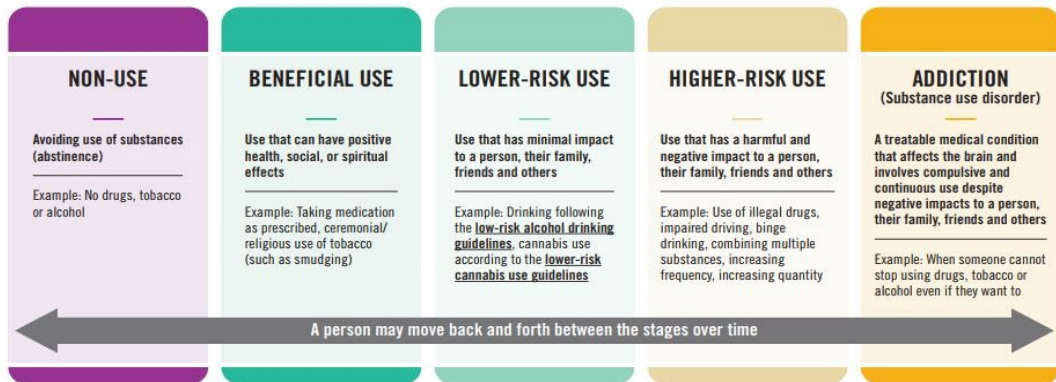 NON-USE
Avoiding use of substances
(abstinence)
Example: No drugs, tobacco
or alcohol
BENEFICIAL USE
Use that can have positive
health, social, or spiritual
effects
Example: Taking medication
as prescribed, ceremonial/
religious use of tobacco
(such as smudging)
LOWER-RISK USE
Use that has minimal impact
to a person, their family,
friends and others
Example: Drinking following
the low-risk alcohol drinking
guidelines, cannabis use
according to the lower-risk
cannabis use guidelines
HIGHER-RISK USE
Use that has a harmful and
negative impact to a person,
their family, friends and others
Example: Use of illegal drugs,
impaired driving, binge
drinking, combining multiple
substances, increasing
frequency, increasing quantity
ADDICTION
(Substance use disorder)
A treatable medical condition
that affects the brain and
involves compulsive and
continuous use despite
negative impacts to a person,
their family, friends and others
Example: When someone cannot
stop using drugs, tobacco or
alcohol even if they want to
A person may move back and forth between the stages over time